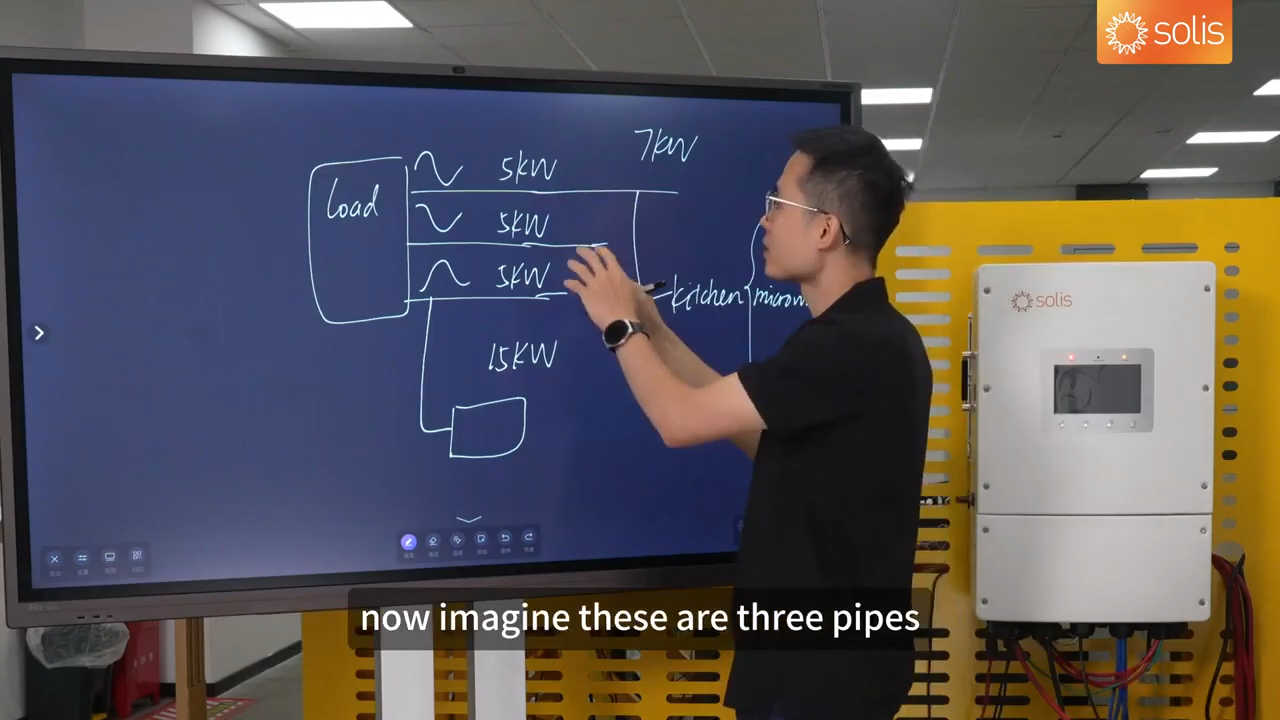 solis
7KW
5KW
Load
5KW
5KW
kitchen
solis
15KW
now imagine these are three pipes